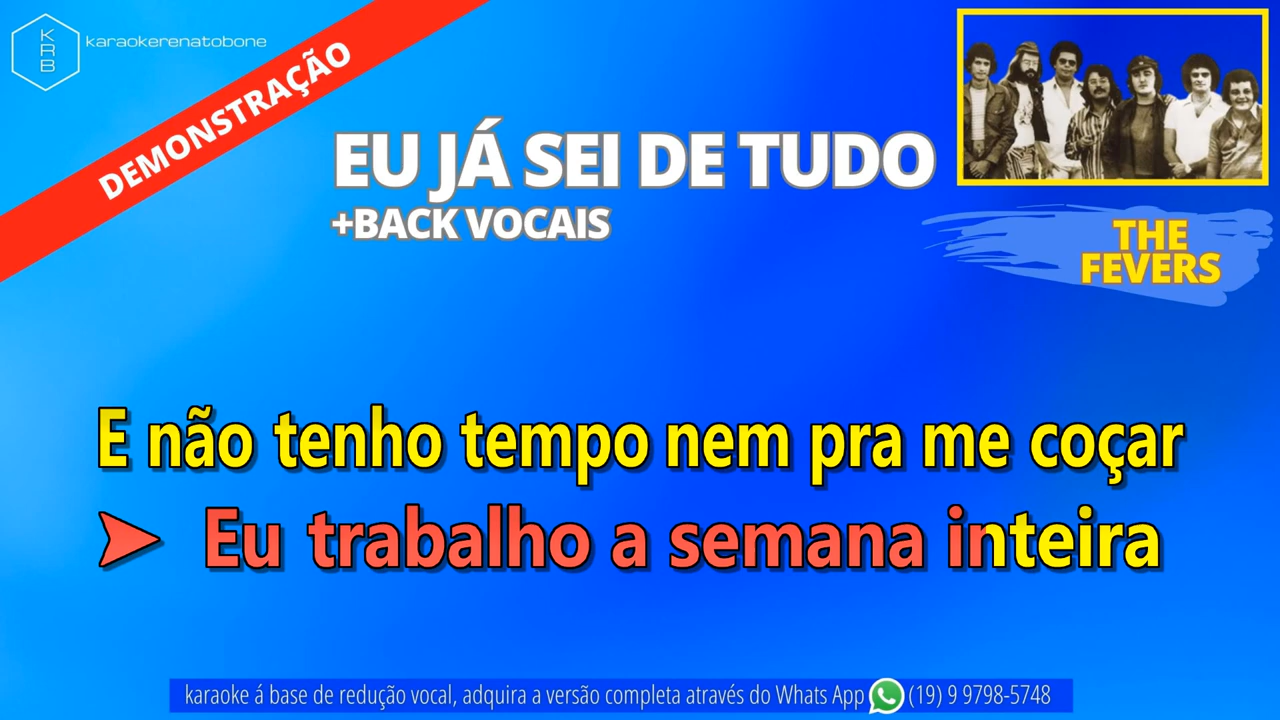 KRB
karaokerenatobone
DEMONSTRAÇÃO
EU JÁ SEI DE TUDO
+BACK VOCAIS
THE
FEVERS
E não tenho tempo nem pra me coçar
➤ Eu trabalho a semana inteira
karaoke á base de redução vocal, adquira a versão completa através do Whats App (19) 9 9798-5748